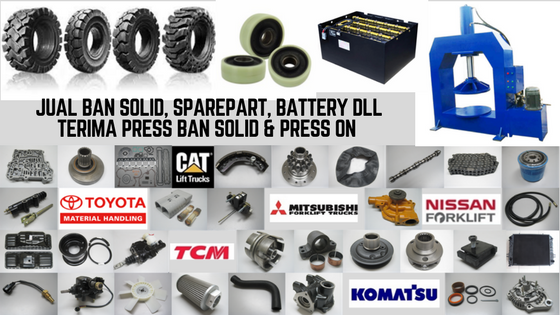 JUAL BAN SOLID, SPAREPART, BATTERY DLL
TERIMA PRESS BAN SOLID & PRESS ON
CAT
Lift Trucks
TOYOTA
MATERIAL HANDLING
MITSUBISHI
FORKLIFT TRUCKS
NISSAN
FORKLIFT
TCM
KOMATSU